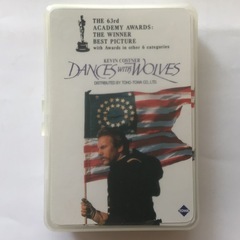 THE 63rd
ACADEMY AWARDS:
THE WINNER
BEST PICTURE
with Awards in other 6 categories
KEVIN COSTNER
DANCES WITH WOLVES
DISTRIBUTED BY TOHO-TOWA CO., LTD.